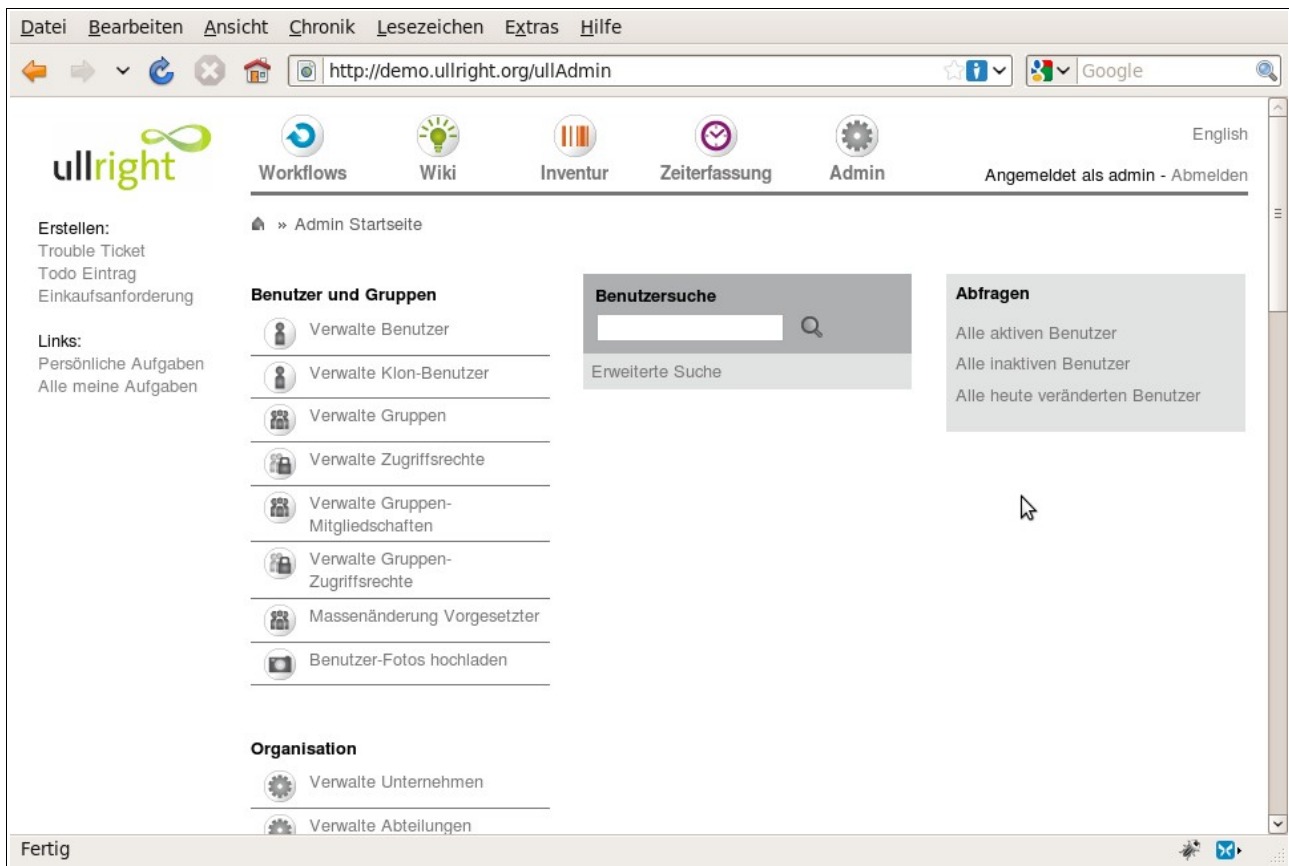 Datei Bearbeiten Ansicht Chronik Lesezeichen Extras Hilfe
http://demo.ullright.org/ullAdmin
Google
ullright
Workflows
Wiki
Inventur
Zeiterfassung
Admin
English
Angemeldet als admin - Abmelden
Erstellen:
Trouble Ticket
Todo Eintrag
Einkaufsanforderung
Links:
Persönliche Aufgaben
Alle meine Aufgaben
» Admin Startseite
Benutzer und Gruppen
Verwalte Benutzer
Verwalte Klon-Benutzer
Verwalte Gruppen
Verwalte Zugriffsrechte
Verwalte Gruppen-
Mitgliedschaften
Verwalte Gruppen-
Zugriffsrechte
Massenänderung Vorgesetzter
Benutzer-Fotos hochladen
Organisation
Verwalte Unternehmen
Verwalte Abteilungen
Benutzersuche
Erweiterte Suche
Abfragen
Alle aktiven Benutzer
Alle inaktiven Benutzer
Alle heute veränderten Benutzer
Fertig